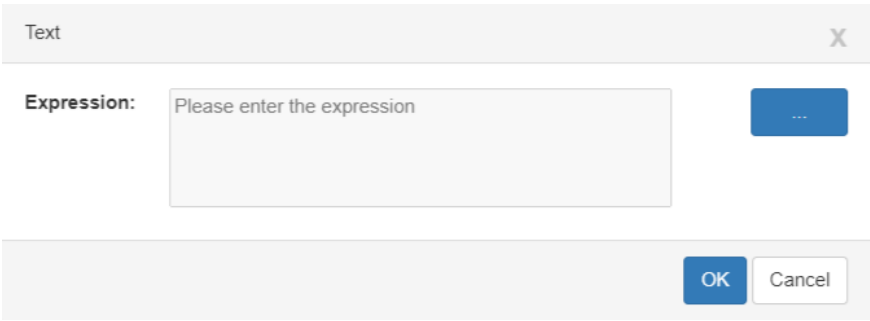 Text
X
Expression:
Please enter the expression
...
OK
Cancel